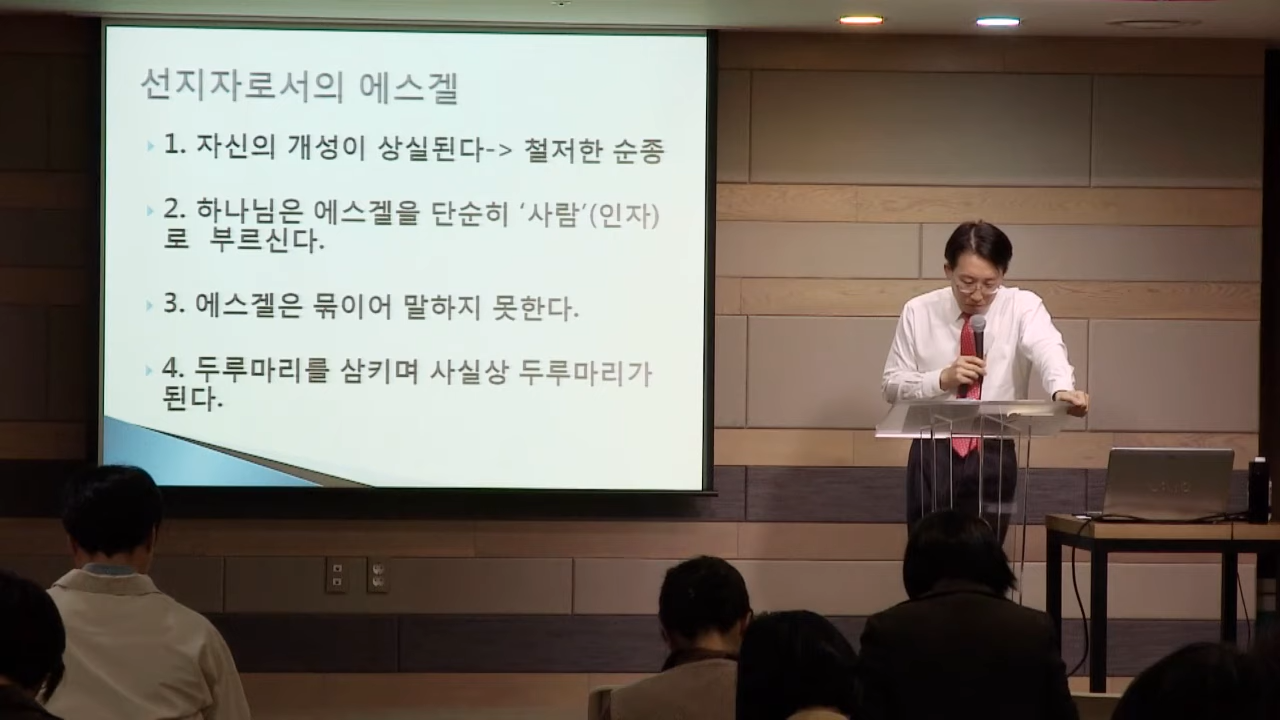 선지자로서의 에스겔
1. 자신의 개성이 상실된다-> 철저한 순종
2. 하나님은 에스겔을 단순히 ‘사람’(인자)
로 부르신다.
3. 에스겔은 묶이어 말하지 못한다.
4. 두루마리를 삼키며 사실상 두루마리가
된다.